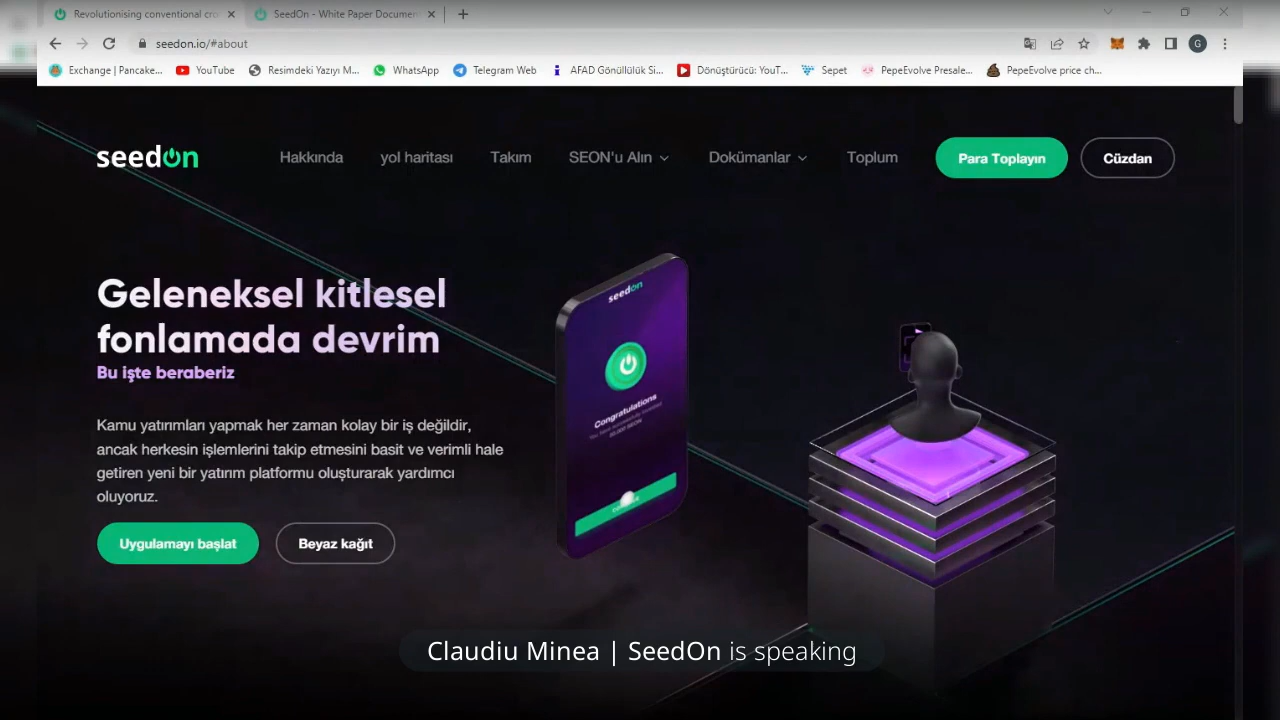 Revolutionising conventional cro
SeedOn - White Paper Documen
seedon.io/#about
G
Exchange | Pancake...
YouTube
Resimdeki Yazıyı M...
WhatsApp
Telegram Web
AFAD Gönüllülük Si...
Dönüştürücü: YouT...
Sepet
PepeEvolve Presale...
PepeEvolve price ch...
seedOn
Hakkında
yol haritası
Takım
SEON'u Alın
Dokümanlar
Toplum
Para Toplayın
Cüzdan
Geleneksel kitlesel
fonlamada devrim
Bu işte beraberiz
Kamu yatırımları yapmak her zaman kolay bir iş değildir,
ancak herkesin işlemlerini takip etmesini basit ve verimli hale
getiren yeni bir yatırım platformu oluşturarak yardımcı
oluyoruz.
Uygulamayı başlat
Beyaz kağıt
seedon
Congratulations
Claudiu Minea | SeedOn is speaking